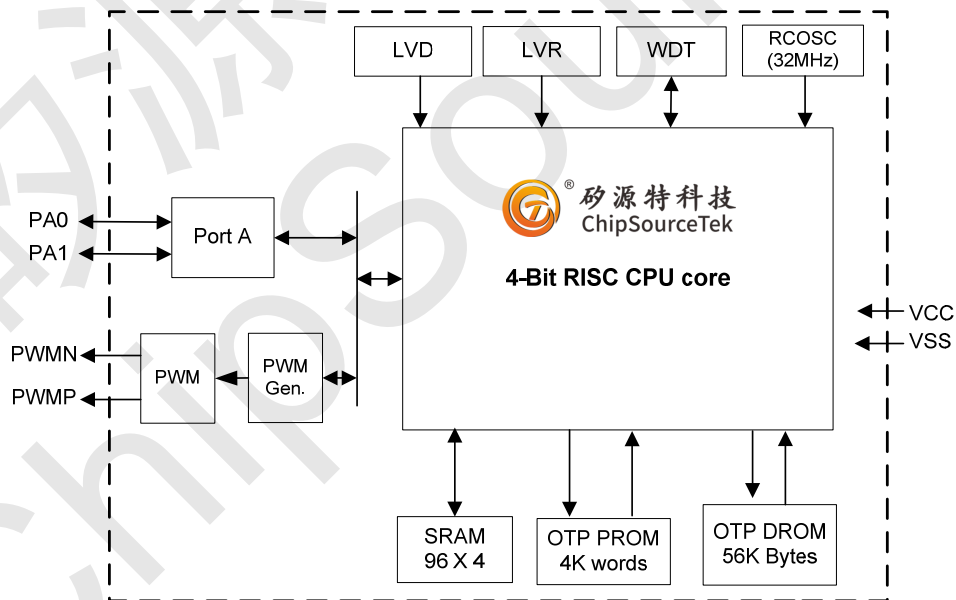 LVD
LVR
WDT
RCOSC
(32MHz)
矽源特科技
ChipSourceTek
®
4-Bit RISC CPU core
PA0
PA1
Port A
VCC
VSS
PWMN
PWMP
PWM
PWM
Gen.
SRAM
96 X 4
OTP PROM
4K words
OTP DROM
56K Bytes